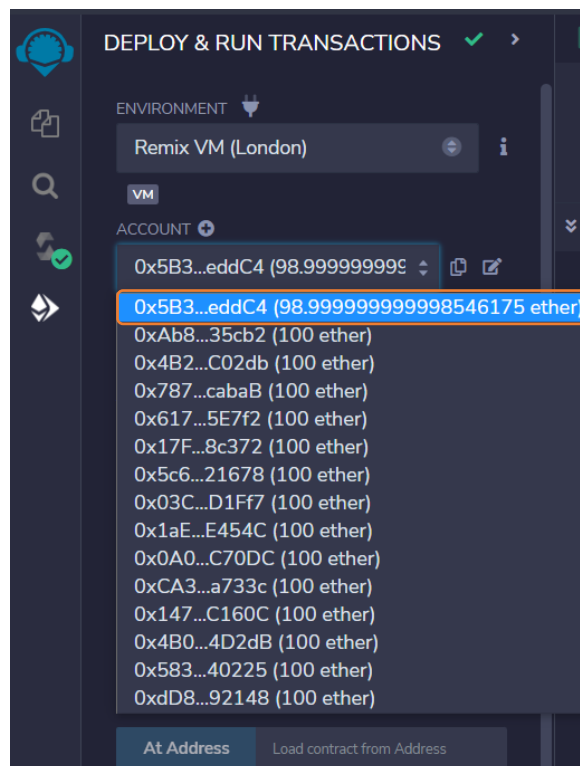 DEPLOY & RUN TRANSACTIONS
ENVIRONMENT
Remix VM (London)
VM
ACCOUNT
0x5B3...eddC4 (98.999999999
0x5B3...eddC4 (98.999999999998546175 ether)
0xAb8...35cb2 (100 ether)
0x4B2...C02db (100 ether)
0x787...cabaB (100 ether)
0x617...5E7f2 (100 ether)
0x17F...8c372 (100 ether)
0x5c6...21678 (100 ether)
0x03C...D1Ff7 (100 ether)
0x1aE...E454C (100 ether)
0x0A0...C70DC (100 ether)
0xCA3...a733c (100 ether)
0x147...C160C (100 ether)
0x4B0...4D2dB (100 ether)
0x583...40225 (100 ether)
0xdD8...92148 (100 ether)
At Address Load contract from Address